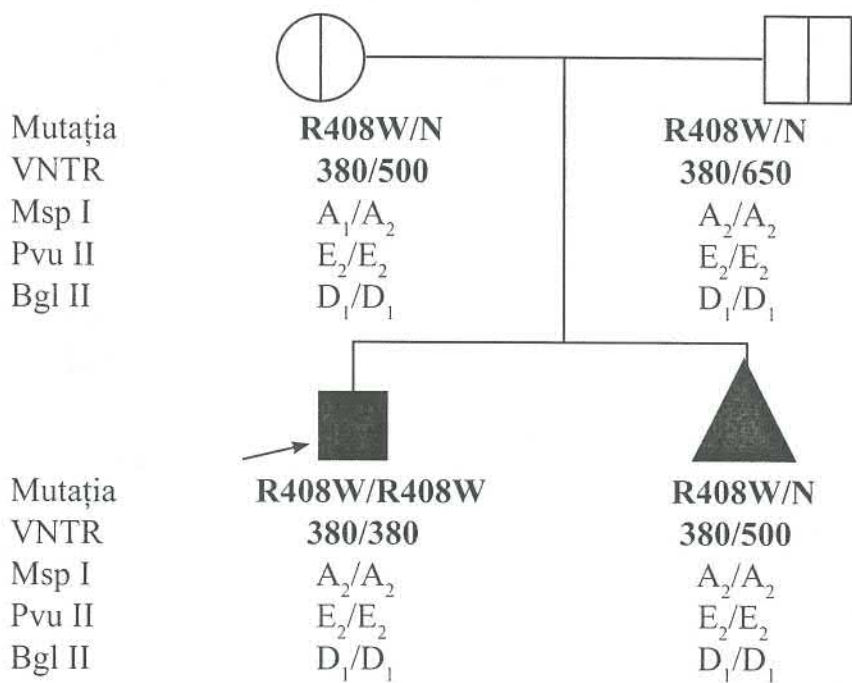 Mutația R408W/N R408W/N
VNTR 380/500 380/650
Msp I A₁/A₂ A₂/A₂
Pvu II E₂/E₂ E₂/E₂
Bgl II D₁/D₁ D₁/D₁
Mutația R408W/R408W R408W/N
VNTR 380/380 380/500
Msp I A₂/A₂ A₂/A₂
Pvu II E₂/E₂ E₂/E₂
Bgl II D₁/D₁ D₁/D₁